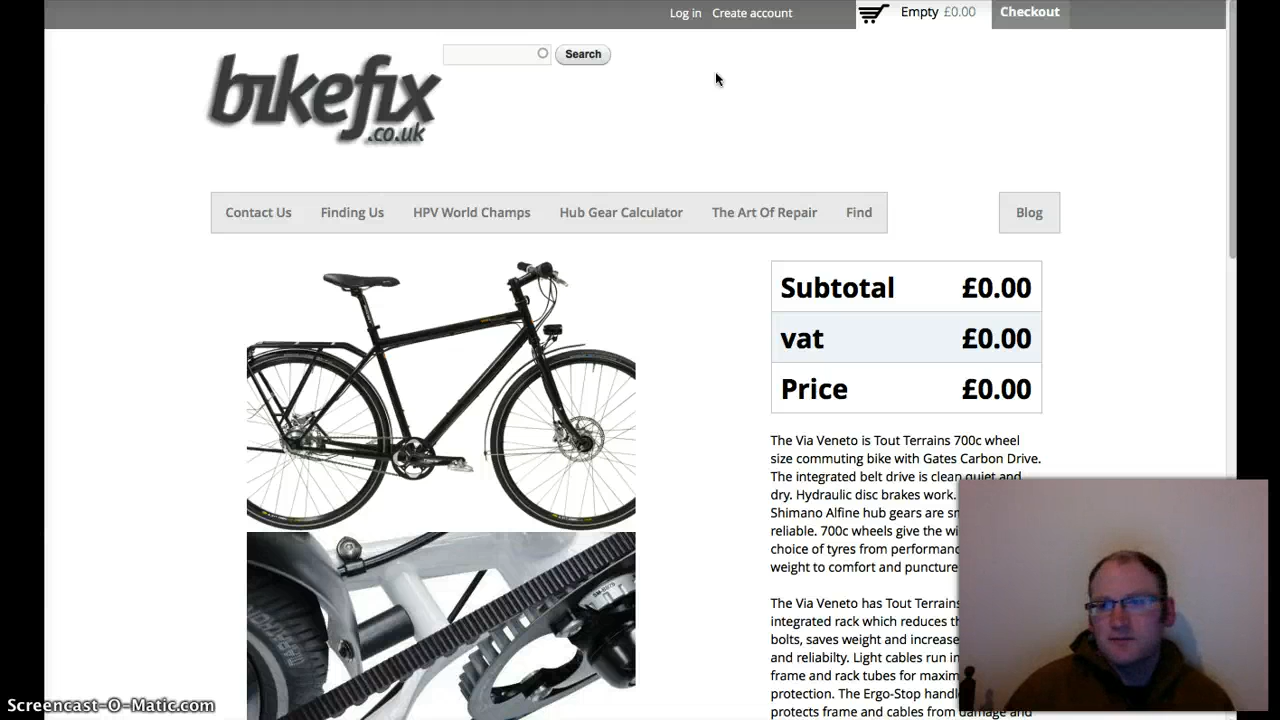 Log in Create account Empty £0.00 Checkout
Search
bikefix
.co.uk
Contact Us Finding Us HPV World Champs Hub Gear Calculator The Art Of Repair Find Blog
Subtotal £0.00
vat £0.00
Price £0.00
The Via Veneto is Tout Terrains 700c wheel
size commuting bike with Gates Carbon Drive.
The integrated belt drive is clean quiet and
dry. Hydraulic disc brakes work.
Shimano Alfine hub gears are
reliable. 700c wheels give the
choice of tyres from
weight to comfort and
The Via Veneto has Tout Terrains
integrated rack which reduces
bolts, saves weight and
and reliabilty. Light cables run
frame and rack tubes for
protection. The Ergo-Stop
protects frame and cables from damage and
Screencast-O-Matic.com